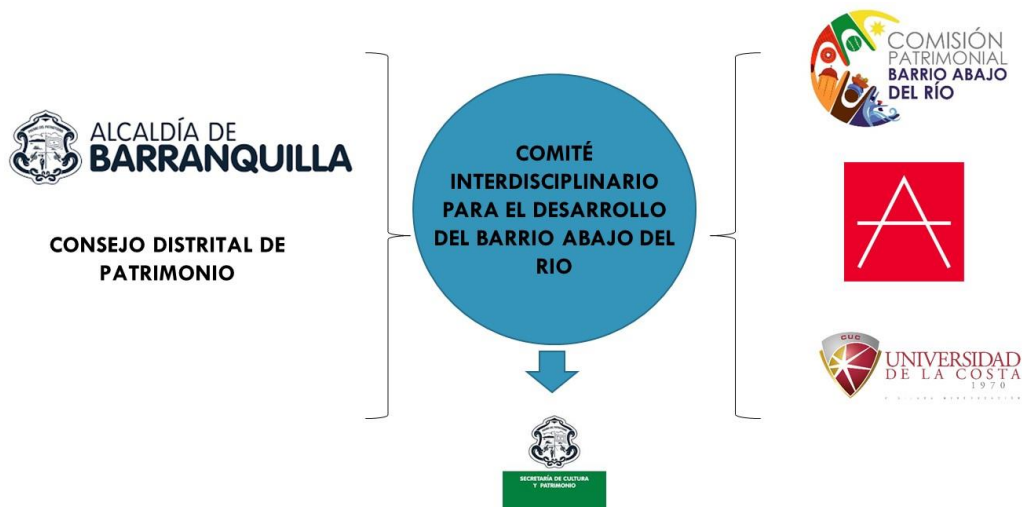 ALCALDÍA DE
BARRANQUILLA
CONSEJO DISTRITAL DE
PATRIMONIO
COMITÉ
INTERDISCIPLINARIO
PARA EL DESARROLLO
DEL BARRIO ABAJO DEL
RIO
SECRETARÍA DE CULTURA
Y PATRIMONIO
COMISIÓN
PATRIMONIAL
BARRIO ABAJO
DEL RÍO
CUC
UNIVERSIDAD
DE LA COSTA
1970